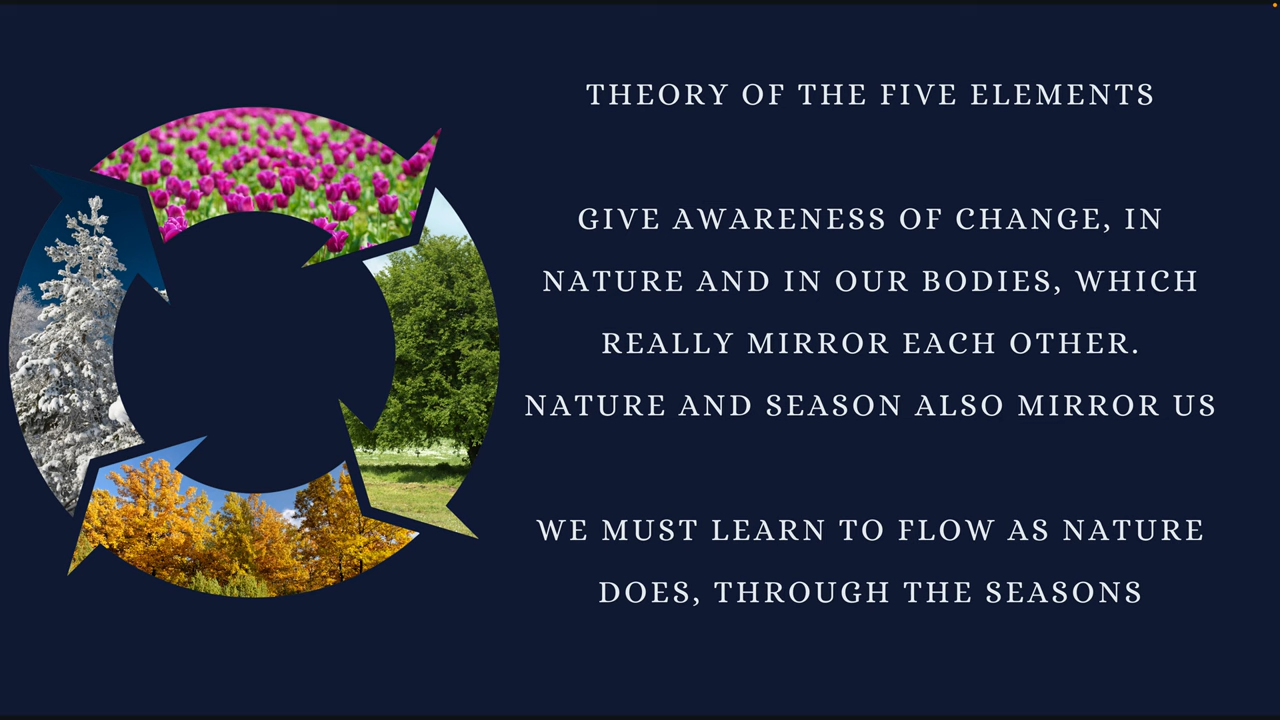 THEORY OF THE FIVE ELEMENTS
GIVE AWARENESS OF CHANGE, IN
NATURE AND IN OUR BODIES, WHICH
REALLY MIRROR EACH OTHER.
NATURE AND SEASON ALSO MIRROR US
WE MUST LEARN TO FLOW AS NATURE
DOES, THROUGH THE SEASONS